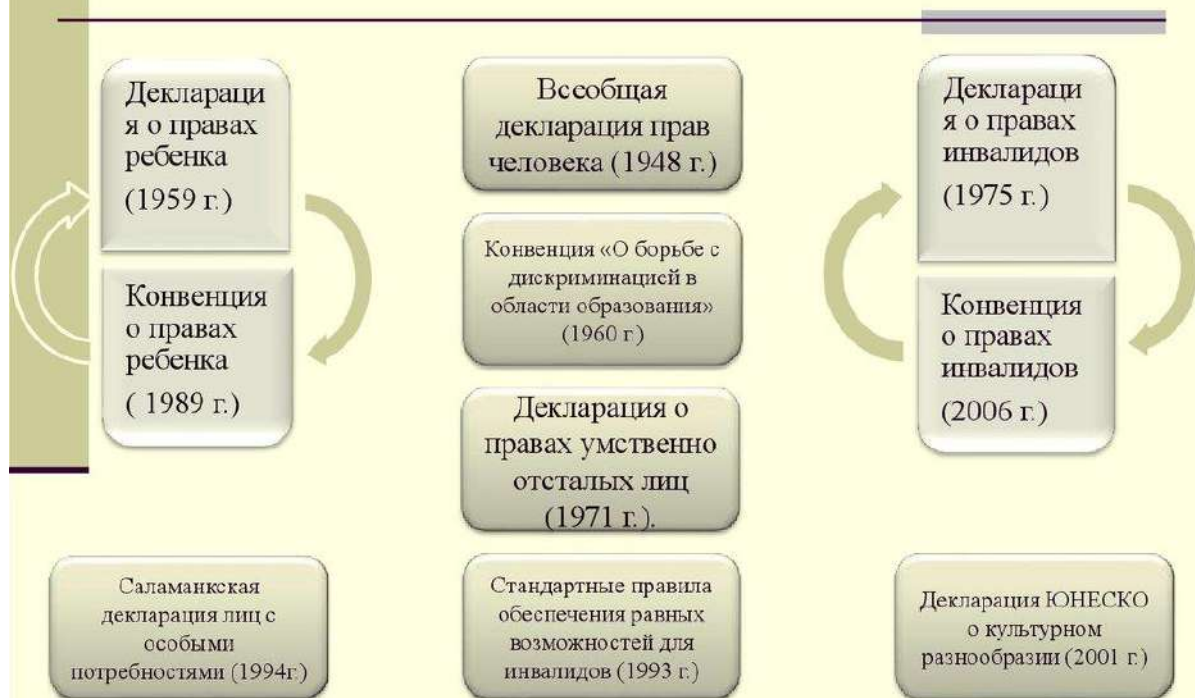 Деклараци
я о правах
ребенка
(1959 г.)
Конвенция
о правах
ребенка
( 1989 г.)
Всеобщая
декларация прав
человека (1948 г.)
Конвенция «О борьбе с
дискриминацией в
области образования»
(1960 г.)
Декларация о
правах умственно
отсталых лиц
(1971 г.).
Деклараци
я о правах
инвалидов
(1975 г.)
Конвенция
о правах
инвалидов
(2006 г.)
Саламанкская
декларация лиц с
особыми
потребностями (1994г.)
Стандартные правила
обеспечения равных
возможностей для
инвалидов (1993 г.)
Декларация ЮНЕСКО
о культурном
разнообразии (2001 г.)